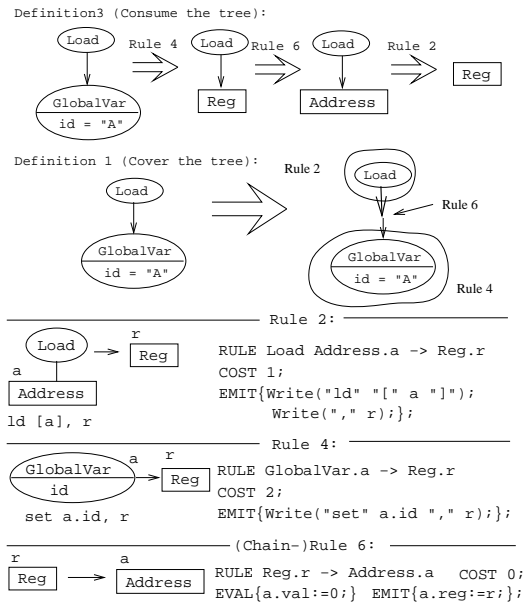 Definition3 (Consume the tree):
Load Rule 4 Load Rule 6 Load Rule 2
GlobalVar Reg Address Reg
id = "A"
Definition 1 (Cover the tree):
Rule 2
Load Load
Rule 6
GlobalVar GlobalVar
id = "A" id = "A"
Rule 4
Rule 2:
Load r
Reg RULE Load Address.a -> Reg.r
a COST 1;
Address EMIT{Write("ld" "[" a "]");
ld [a], r Write("," r);};
Rule 4:
GlobalVar a r
id Reg RULE GlobalVar.a -> Reg.r
COST 2;
set a.id, r EMIT{Write("set" a.id "," r);};
(Chain-)Rule 6:
r a
Reg Address RULE Reg.r -> Address.a COST 0;
EVAL{a.val:=0;} EMIT{a.reg:=r;};